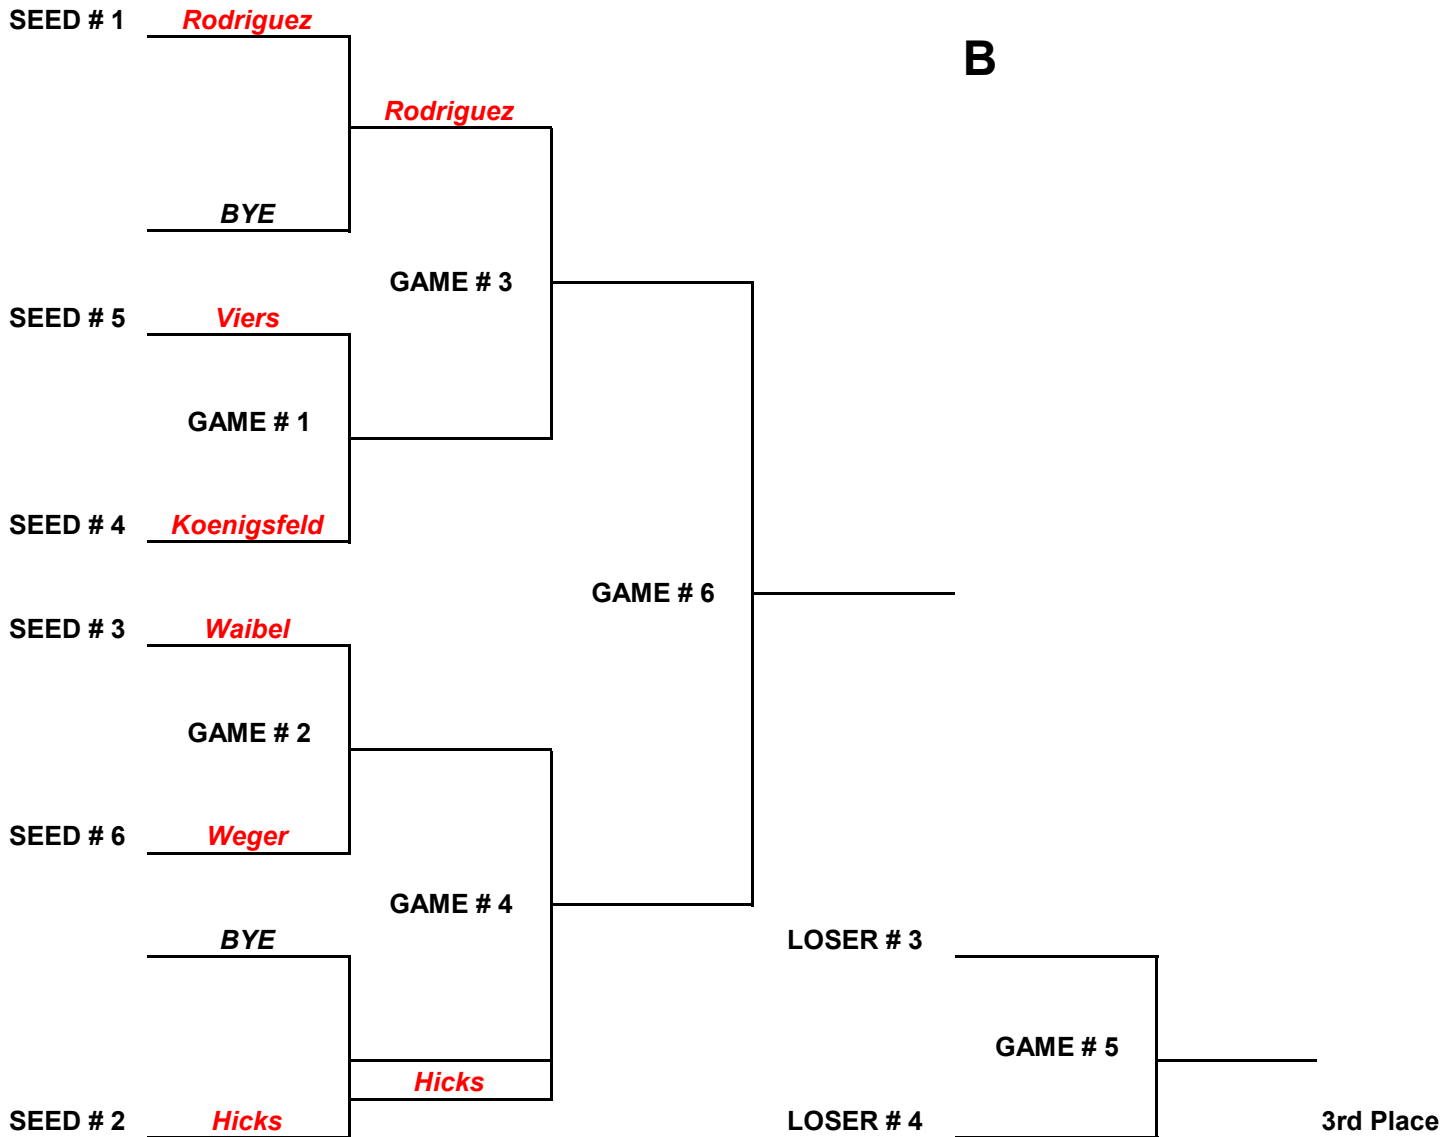 SEED # 1 Rodriguez
B
Rodriguez
BYE
GAME # 3
SEED # 5 Viers
GAME # 1
SEED # 4 Koenigsfeld
GAME # 6
SEED # 3 Waibel
GAME # 2
SEED # 6 Weger
GAME # 4
BYE
LOSER # 3
GAME # 5
Hicks
SEED # 2 Hicks
LOSER # 4
3rd Place